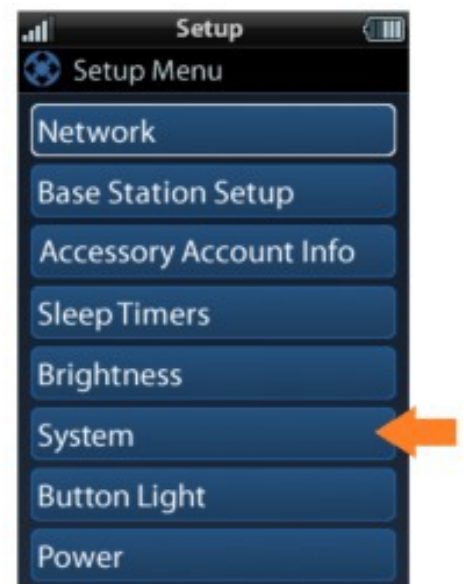 Setup
Setup Menu
Network
Base Station Setup
Accessory Account Info
Sleep Timers
Brightness
System
Button Light
Power